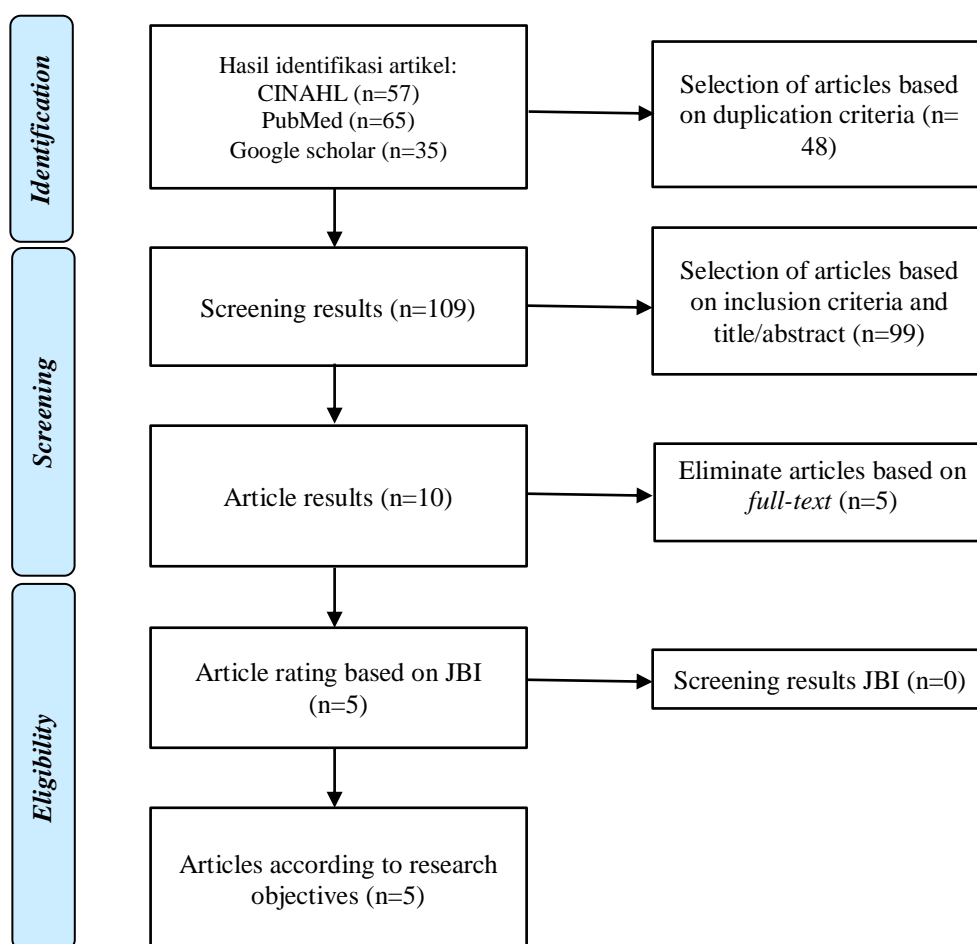 Identification
Hasil identifikasi artikel:
CINAHL (n=57)
PubMed (n=65)
Google scholar (n=35)
Selection of articles based
on duplication criteria (n=
48)
Screening
Screening results (n=109)
Selection of articles based
on inclusion criteria and
title/abstract (n=99)
Article results (n=10)
Eliminate articles based on
full-text (n=5)
Eligibility
Article rating based on JBI
(n=5)
Screening results JBI (n=0)
Articles according to research
objectives (n=5)